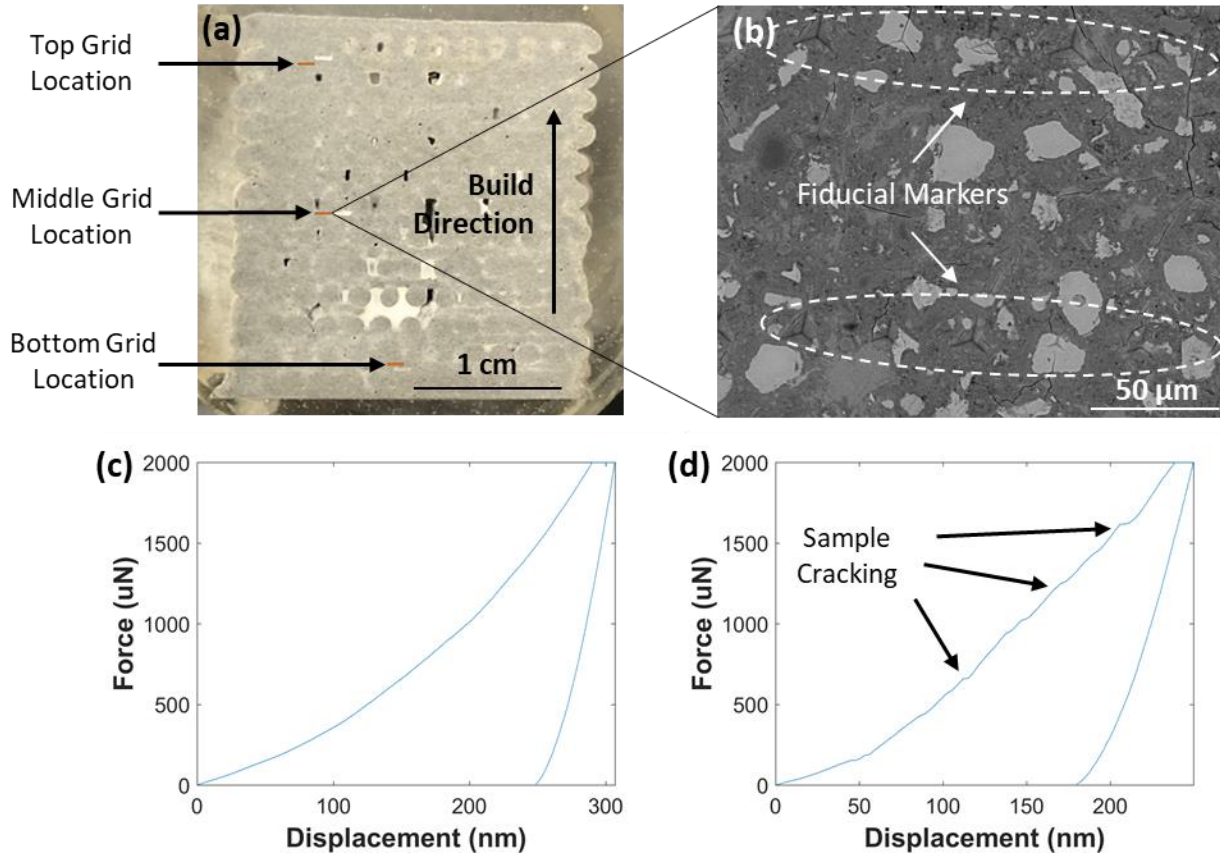 (a)
Top Grid
Location
Middle Grid
Location
Bottom Grid
Location
Build
Direction
1 cm
(b)
Fiducial Markers
50 µm
(c)
2000
1500
1000
500
0
0 100 200 300
Force (uN)
Displacement (nm)
(d)
2000
1500
1000
500
0
0 50 100 150 200
Force (uN)
Displacement (nm)
Sample
Cracking